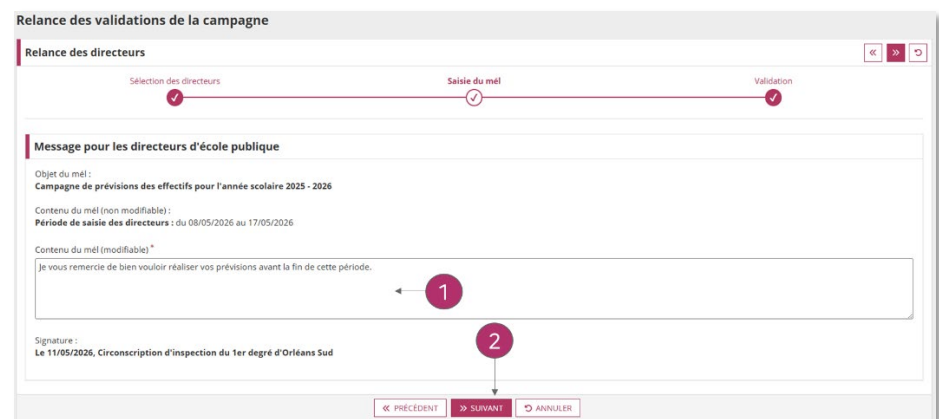 Relance des validations de la campagne
Relance des directeurs
Sélection des directeurs
Saisie du mél
Validation
Message pour les directeurs d'école publique
Objet du mél :
Campagne de prévisions des effectifs pour l'année scolaire 2025 - 2026
Contenu du mél (non modifiable) :
Période de saisie des directeurs : du 08/05/2026 au 17/05/2026
Contenu du mél (modifiable) *
Je vous remercie de bien vouloir réaliser vos prévisions avant la fin de cette période.
1
Signature :
Le 11/05/2026, Circonscription d'inspection du 1er degré d'Orléans Sud
2
« PRÉCÉDENT
» SUIVANT
ANNULER